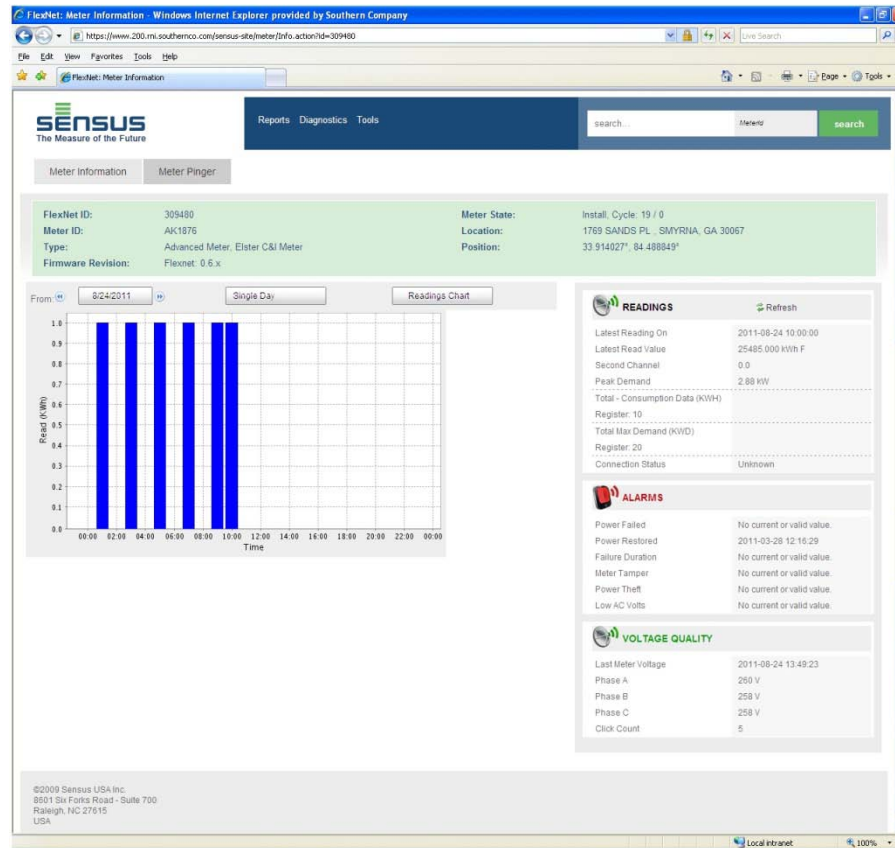 FlexNet: Meter Information - Windows Internet Explorer provided by Southern Company
https://www.200.rni.southernco.com/sensus-site/meter/Info.action?id=309480
Live Search
File Edit View Favorites Tools Help
FlexNet: Meter Information
Page Tools
sensus
The Measure of the Future
Reports Diagnostics Tools
search... MeterId search
Meter Information Meter Pinger
FlexNet ID: 309480 Meter State: Install, Cycle: 19 / 0
Meter ID: AK1876 Location: 1769 SANDS PL , SMYRNA, GA 30067
Type: Advanced Meter, Elster C&I Meter Position: 33.914027°, 84.488849°
Firmware Revision: Flexnet: 0.6.x
From: 8/24/2011 Single Day Readings Chart
1.0
0.9
0.8
0.7
0.6
0.5
0.4
0.3
0.2
0.1
0.0
Read (KWh)
00:00 02:00 04:00 06:00 08:00 10:00 12:00 14:00 16:00 18:00 20:00 22:00 00:00
Time
READINGS Refresh
Latest Reading On 2011-08-24 10:00:00
Latest Read Value 25485.000 kWh F
Second Channel 0.0
Peak Demand 2.88 kW
Total - Consumption Data (KWH)
Register: 10
Total Max Demand (KWD)
Register: 20
Connection Status Unknown
ALARMS
Power Failed No current or valid value.
Power Restored 2011-03-28 12:16:29
Failure Duration No current or valid value.
Meter Tamper No current or valid value.
Power Theft No current or valid value.
Low AC Volts No current or valid value.
VOLTAGE QUALITY
Last Meter Voltage 2011-08-24 13:49:23
Phase A 260 V
Phase B 258 V
Phase C 258 V
Click Count 5
©2009 Sensus USA Inc.
8601 Six Forks Road - Suite 700
Raleigh, NC 27615
USA
Local intranet 100%